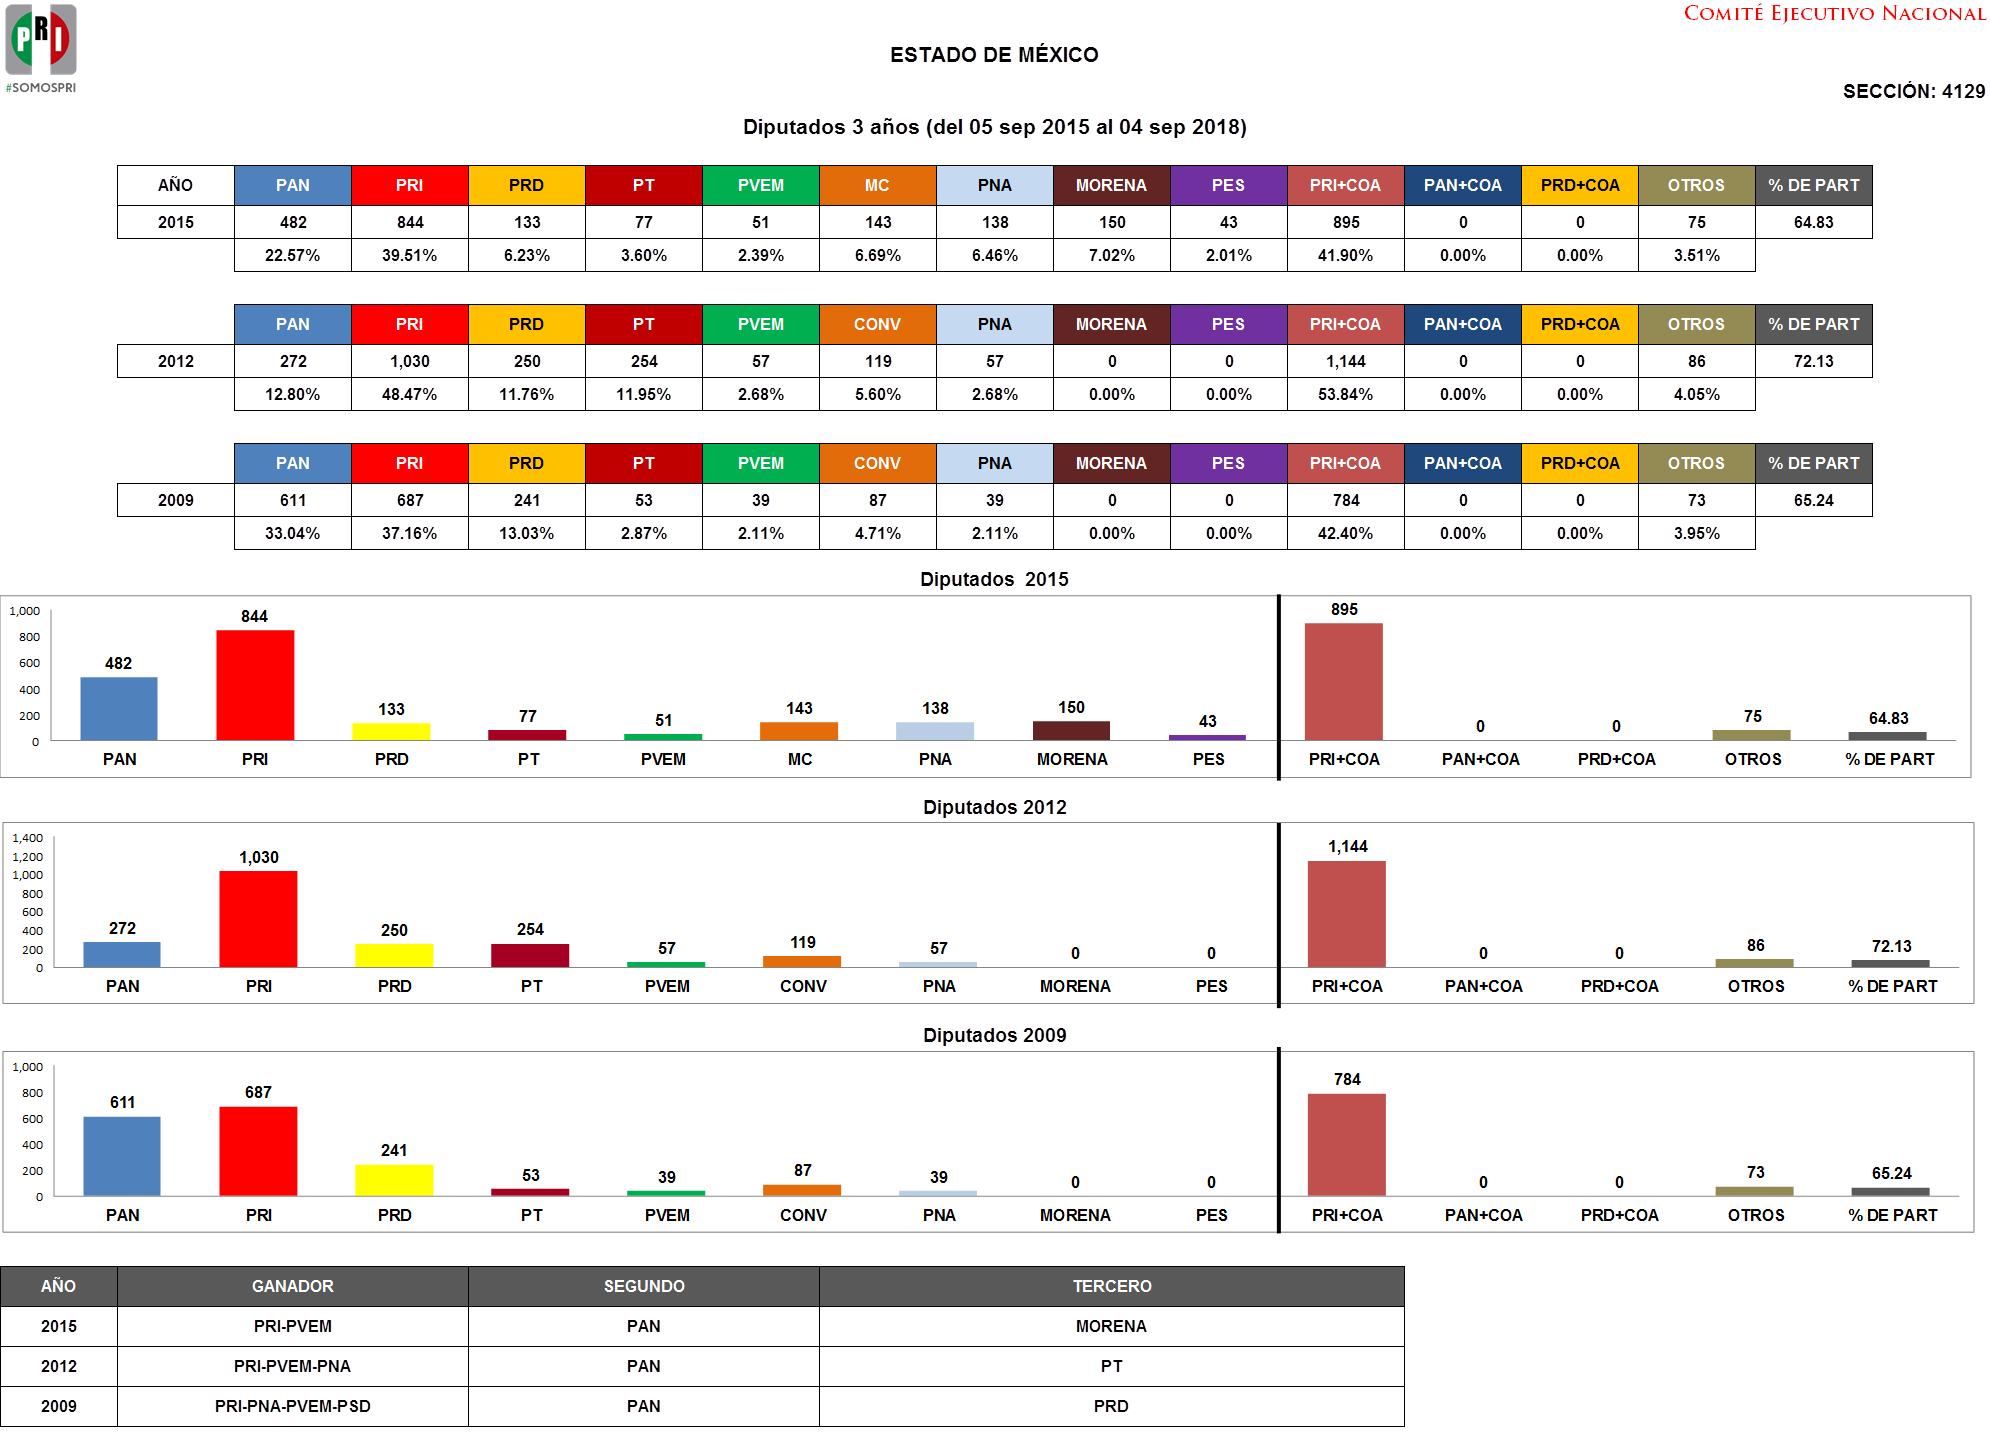 PRI
#SOMOSPRI
COMITÉ EJECUTIVO NACIONAL
ESTADO DE MÉXICO
SECCIÓN: 4129
Diputados 3 años (del 05 sep 2015 al 04 sep 2018)
AÑO PAN PRI PRD PT PVEM MC PNA MORENA PES PRI+COA PAN+COA PRD+COA OTROS % DE PART
2015 482 844 133 77 51 143 138 150 43 895 0 0 75 64.83
22.57% 39.51% 6.23% 3.60% 2.39% 6.69% 6.46% 7.02% 2.01% 41.90% 0.00% 0.00% 3.51%
PAN PRI PRD PT PVEM CONV PNA MORENA PES PRI+COA PAN+COA PRD+COA OTROS % DE PART
2012 272 1,030 250 254 57 119 57 0 0 1,144 0 0 86 72.13
12.80% 48.47% 11.76% 11.95% 2.68% 5.60% 2.68% 0.00% 0.00% 53.84% 0.00% 0.00% 4.05%
PAN PRI PRD PT PVEM CONV PNA MORENA PES PRI+COA PAN+COA PRD+COA OTROS % DE PART
2009 611 687 241 53 39 87 39 0 0 784 0 0 73 65.24
33.04% 37.16% 13.03% 2.87% 2.11% 4.71% 2.11% 0.00% 0.00% 42.40% 0.00% 0.00% 3.95%
Diputados 2015
1,000
800
600
400
200
0
482 844 133 77 51 143 138 150 43 895 0 0 75 64.83
PAN PRI PRD PT PVEM MC PNA MORENA PES PRI+COA PAN+COA PRD+COA OTROS % DE PART
Diputados 2012
1,400
1,200
1,000
800
600
400
200
0
272 1,030 250 254 57 119 57 0 0 1,144 0 0 86 72.13
PAN PRI PRD PT PVEM CONV PNA MORENA PES PRI+COA PAN+COA PRD+COA OTROS % DE PART
Diputados 2009
1,000
800
600
400
200
0
611 687 241 53 39 87 39 0 0 784 0 0 73 65.24
PAN PRI PRD PT PVEM CONV PNA MORENA PES PRI+COA PAN+COA PRD+COA OTROS % DE PART
AÑO GANADOR SEGUNDO TERCERO
2015 PRI-PVEM PAN MORENA
2012 PRI-PVEM-PNA PAN PT
2009 PRI-PNA-PVEM-PSD PAN PRD